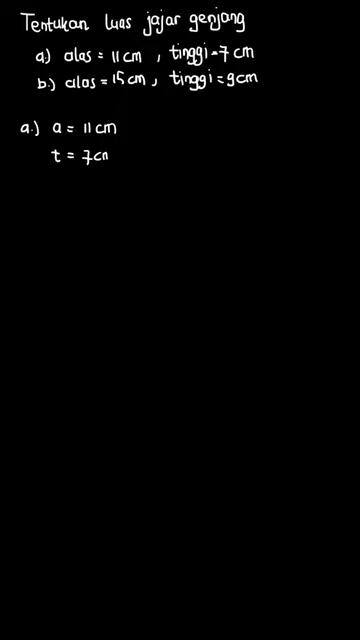 Tentukan luas jajar genjang
a.) alas = 11 cm, tinggi = 7 cm
b.) alas = 15 cm, tinggi = 9 cm
a.) a = 11 cm
t = 7 cm